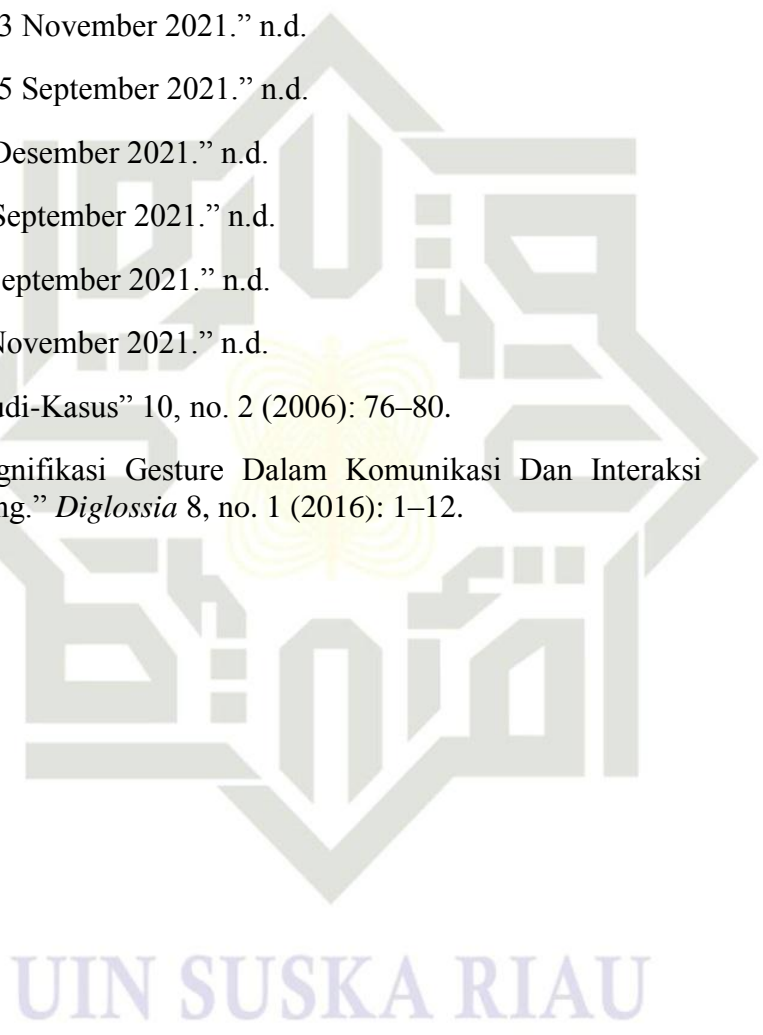 3 November 2021.” n.d.
5 September 2021.” n.d.
Desember 2021.” n.d.
September 2021.” n.d.
eptember 2021.” n.d.
November 2021.” n.d.
udi-Kasus” 10, no. 2 (2006): 76–80.
gnifikasi Gesture Dalam Komunikasi Dan Interaksi
ng.” Diglossia 8, no. 1 (2016): 1–12.
UIN SUSKA RIAU